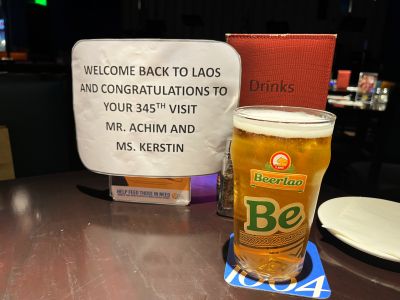 WELCOME BACK TO LAOS
AND CONGRATULATIONS TO
YOUR 345TH VISIT
MR. ACHIM AND
MS. KERSTIN
HELP FEED THOSE IN NEED
Drinks
Beerlao
Be
1664